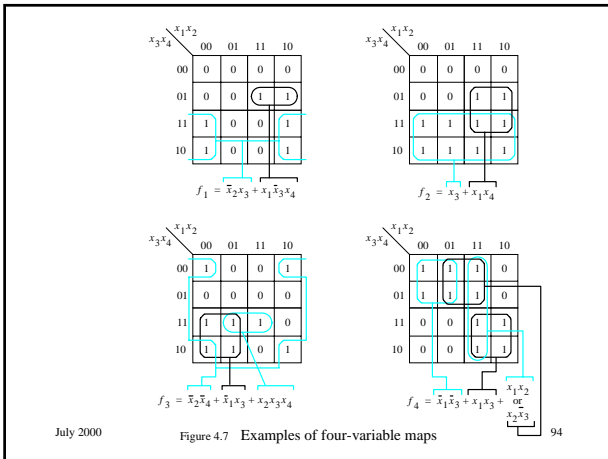 x1x2 x1x2
x3x4 00 01 11 10 x3x4 00 01 11 10
00 0 0 0 0 00 0 0 0 0
01 0 0 1 1 01 0 0 1 1
11 1 0 0 1 11 1 1 1 1
10 1 0 0 1 10 1 1 1 1
f1 = x̄2x3 + x1x̄3x4 f2 = x3 + x1x4
x1x2 x1x2
x3x4 00 01 11 10 x3x4 00 01 11 10
00 1 0 0 1 00 1 1 1 0
01 0 0 0 0 01 1 1 1 0
11 1 1 1 0 11 0 0 1 1
10 1 1 0 1 10 0 0 1 1
f3 = x̄2x̄4 + x̄1x3 + x2x3x4 f4 = x̄1x̄3 + x1x3 + x1x2
or
x2x̄3
July 2000 Figure 4.7 Examples of four-variable maps 94